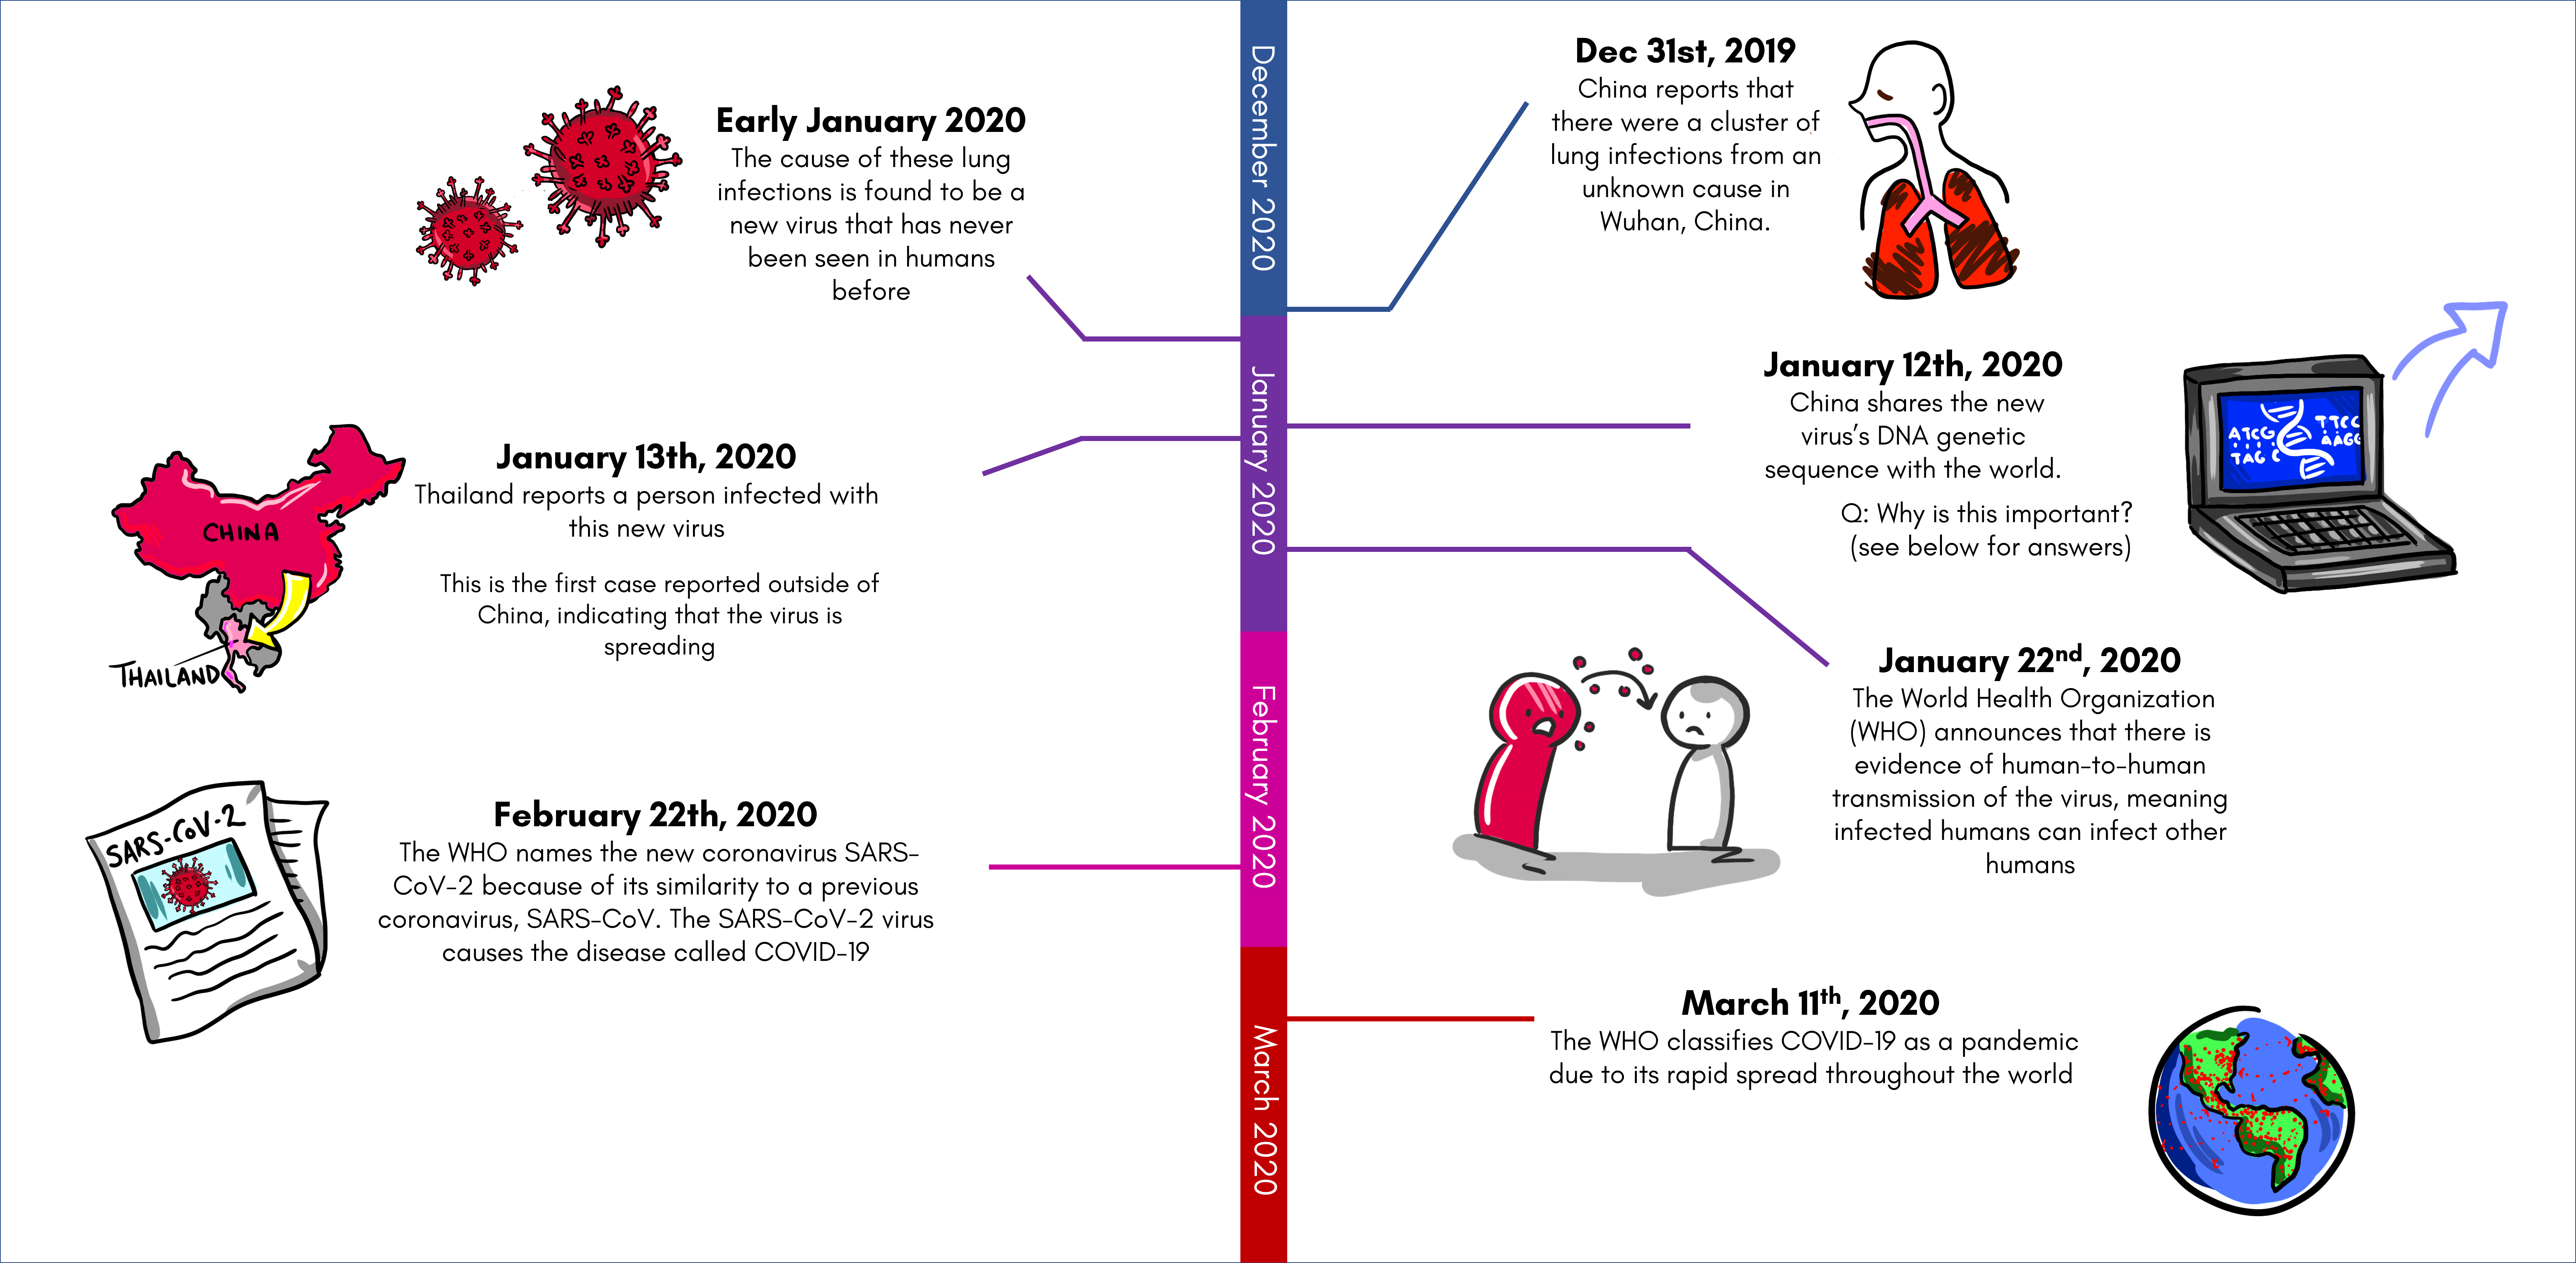 December 2020
January 2020
February 2020
March 2020
Dec 31st, 2019
China reports that
there were a cluster of
lung infections from an
unknown cause in
Wuhan, China.
Early January 2020
The cause of these lung
infections is found to be a
new virus that has never
been seen in humans
before
January 12th, 2020
China shares the new
virus's DNA genetic
sequence with the world.
Q: Why is this important?
(see below for answers)
ATCG
TAG C
TTCC
AAGG
January 13th, 2020
Thailand reports a person infected with
this new virus
This is the first case reported outside of
China, indicating that the virus is
spreading
CHINA
THAILAND
January 22nd, 2020
The World Health Organization
(WHO) announces that there is
evidence of human-to-human
transmission of the virus, meaning
infected humans can infect other
humans
February 22th, 2020
The WHO names the new coronavirus SARS-
CoV-2 because of its similarity to a previous
coronavirus, SARS-CoV. The SARS-CoV-2 virus
causes the disease called COVID-19
SARS-CoV-2
March 11th, 2020
The WHO classifies COVID-19 as a pandemic
due to its rapid spread throughout the world